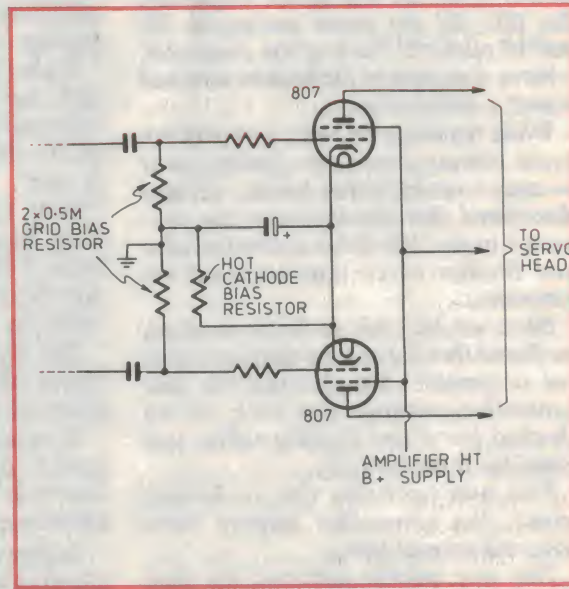 807
2×0·5M
GRID BIAS
RESISTOR
HOT
CATHODE
BIAS
RESISTOR
+
TO
SERVO
HEAD
807
AMPLIFIER HT
B+ SUPPLY